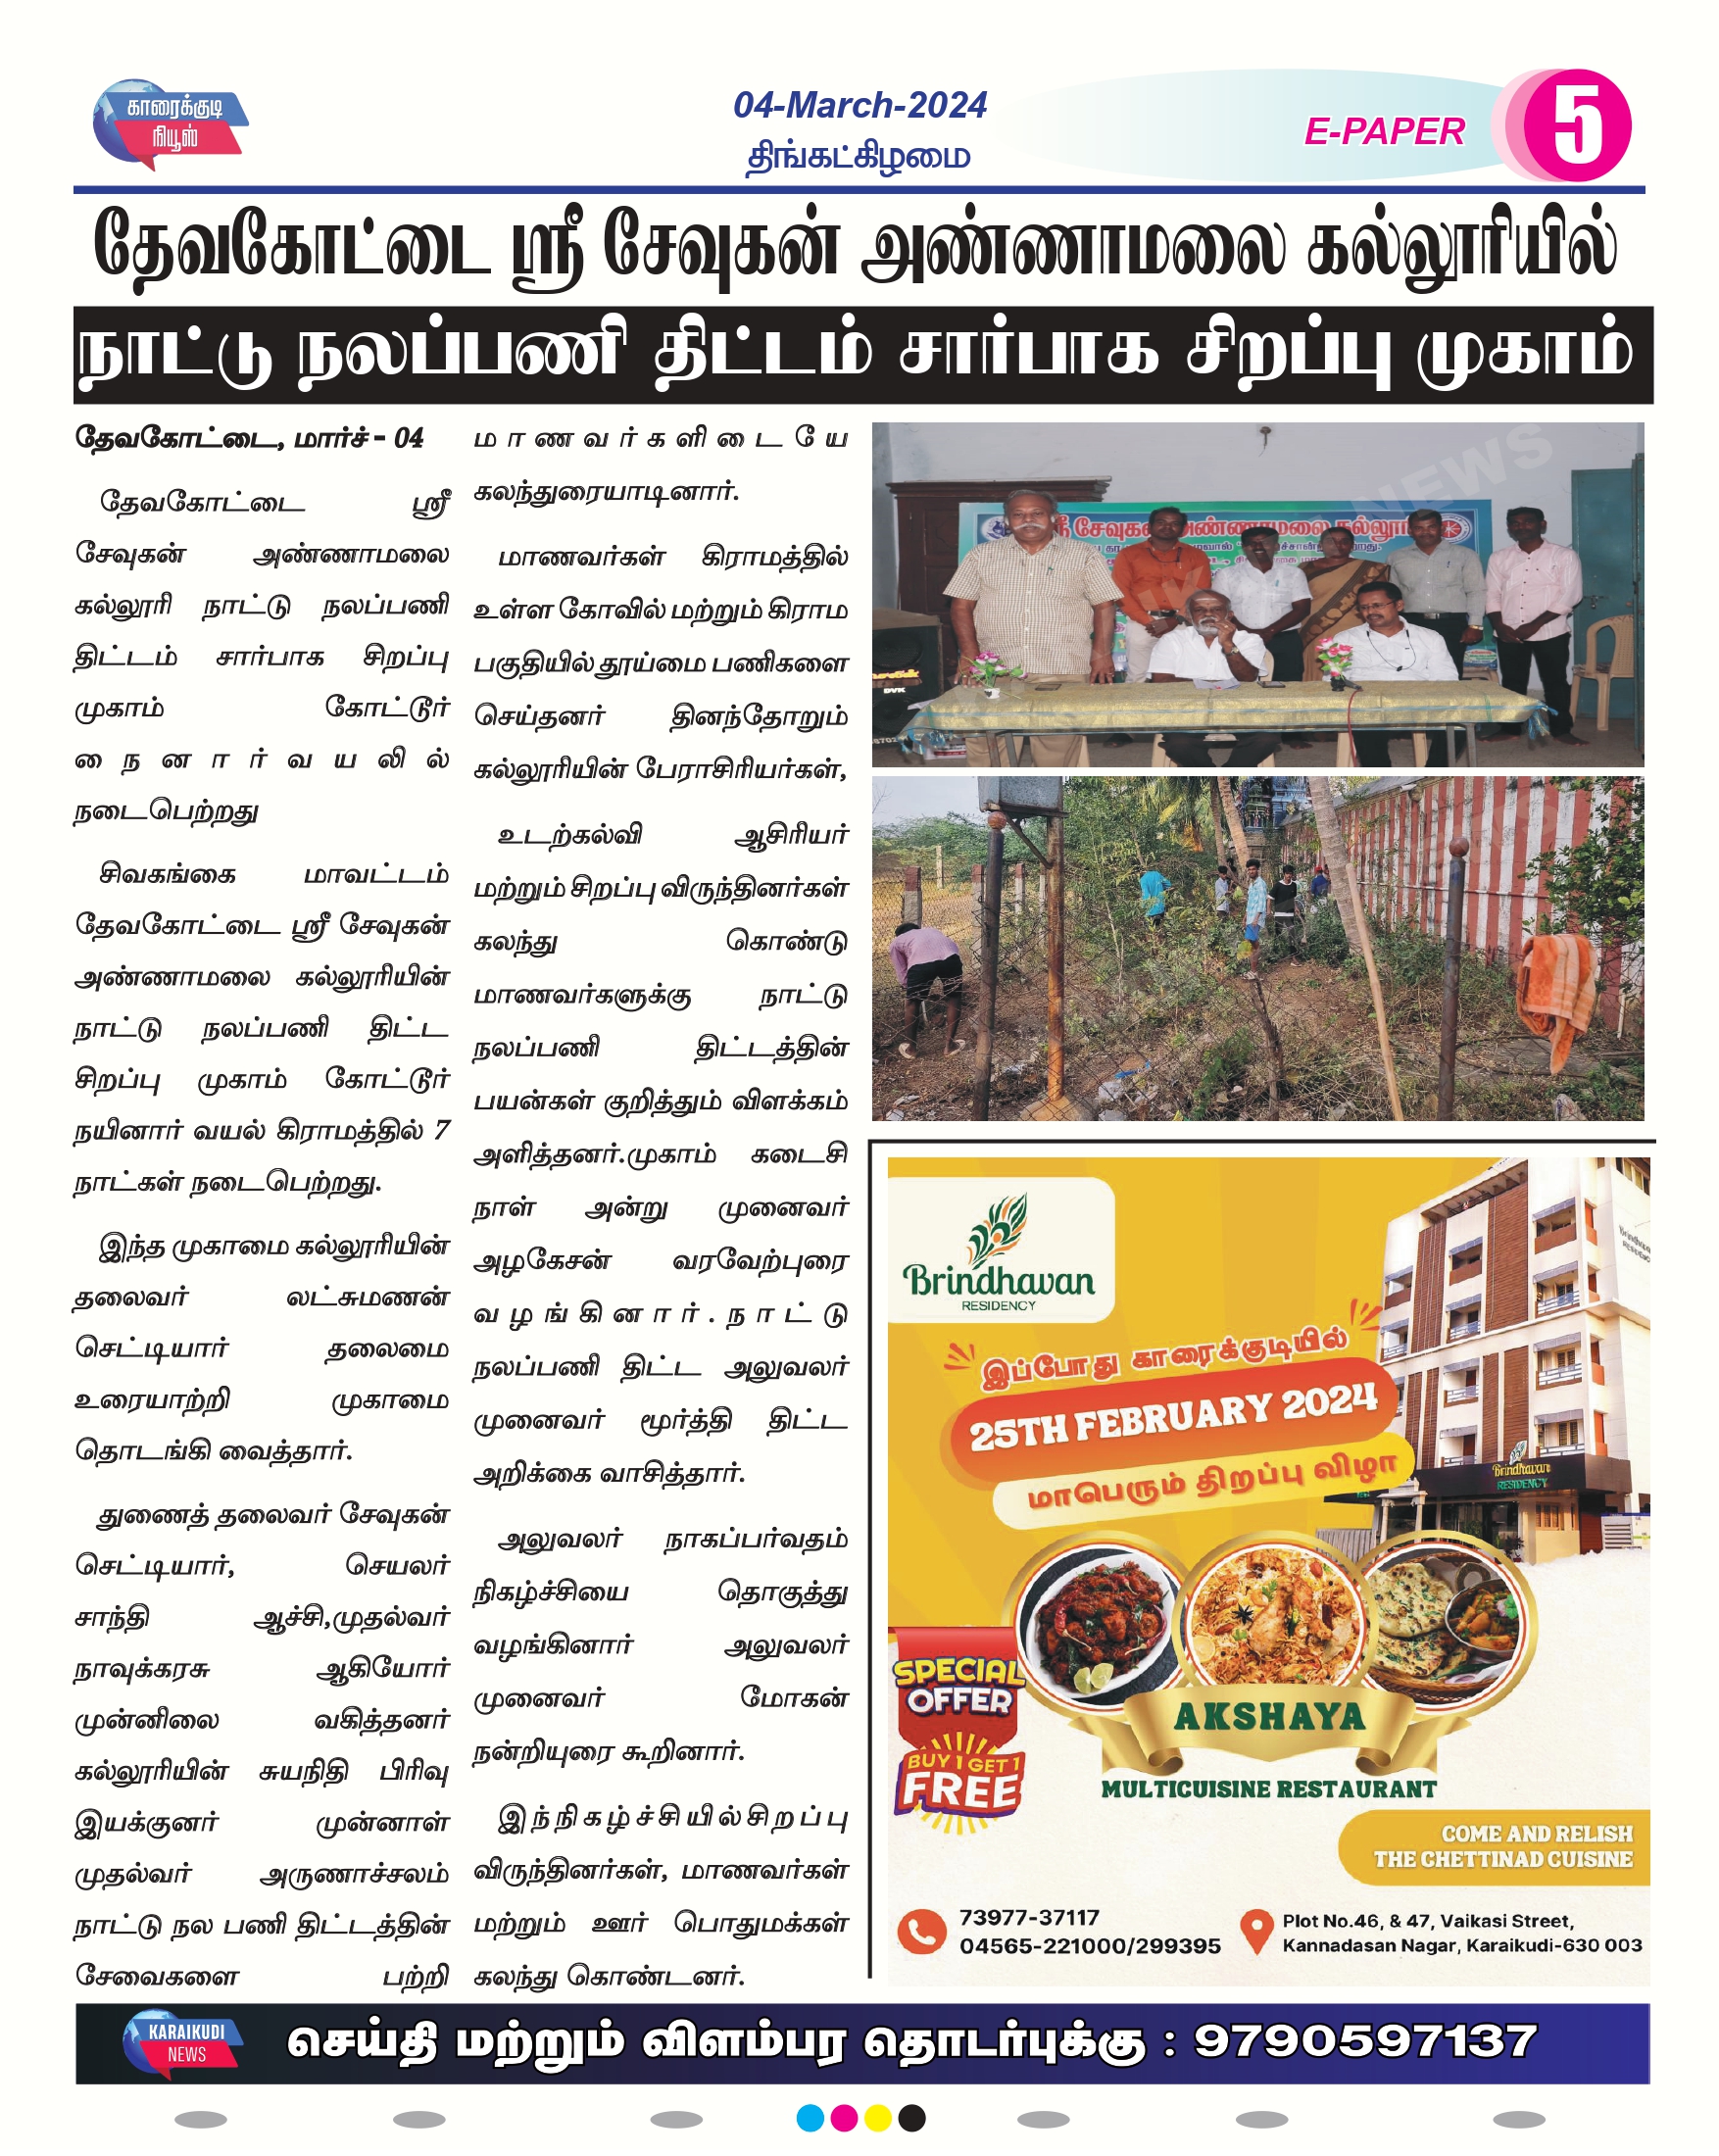 காரைக்குடி
நியூஸ்
04-March-2024
திங்கட்கிழமை
E-PAPER
5
தேவகோட்டை ஸ்ரீ சேவுகன் அண்ணாமலை கல்லூரியில்
நாட்டு நலப்பணி திட்டம் சார்பாக சிறப்பு முகாம்
தேவகோட்டை, மார்ச் - 04
தேவகோட்டை ஸ்ரீ
சேவுகன் அண்ணாமலை
கல்லூரி நாட்டு நலப்பணி
திட்டம் சார்பாக சிறப்பு
முகாம் கோட்டூர்
நைனார்வயலில்
நடைபெற்றது
சிவகங்கை மாவட்டம்
தேவகோட்டை ஸ்ரீ சேவுகன்
அண்ணாமலை கல்லூரியின்
நாட்டு நலப்பணி திட்ட
சிறப்பு முகாம் கோட்டூர்
நயினார் வயல் கிராமத்தில் 7
நாட்கள் நடைபெற்றது.
இந்த முகாமை கல்லூரியின்
தலைவர் லட்சுமணன்
செட்டியார் தலைமை
உரையாற்றி முகாமை
தொடங்கி வைத்தார்.
துணைத் தலைவர் சேவுகன்
செட்டியார், செயலர்
சாந்தி ஆச்சி,முதல்வர்
நாவுக்கரசு ஆகியோர்
முன்னிலை வகித்தனர்
கல்லூரியின் சுயநிதி பிரிவு
இயக்குனர் முன்னாள்
முதல்வர் அருணாச்சலம்
நாட்டு நல பணி திட்டத்தின்
சேவைகளை பற்றி
மாணவர்களிடையே
கலந்துரையாடினார்.
மாணவர்கள் கிராமத்தில்
உள்ள கோவில் மற்றும் கிராம
பகுதியில் தூய்மை பணிகளை
செய்தனர் தினந்தோறும்
கல்லூரியின் பேராசிரியர்கள்,
உடற்கல்வி ஆசிரியர்
மற்றும் சிறப்பு விருந்தினர்கள்
கலந்து கொண்டு
மாணவர்களுக்கு நாட்டு
நலப்பணி திட்டத்தின்
பயன்கள் குறித்தும் விளக்கம்
அளித்தனர்.முகாம் கடைசி
நாள் அன்று முனைவர்
அழகேசன் வரவேற்புரை
வழங்கினார்.நாட்டு
நலப்பணி திட்ட அலுவலர்
முனைவர் மூர்த்தி திட்ட
அறிக்கை வாசித்தார்.
அலுவலர் நாகப்பர்வதம்
நிகழ்ச்சியை தொகுத்து
வழங்கினார் அலுவலர்
முனைவர் மோகன்
நன்றியுரை கூறினார்.
இந்நிகழ்ச்சியில்சிறப்பு
விருந்தினர்கள், மாணவர்கள்
மற்றும் ஊர் பொதுமக்கள்
கலந்து கொண்டனர்.
ஸ்ரீ சேவுகன் அண்ணாமலை கல்லூரி
DVK
NEWS
Brindhavan
RESIDENCY
இப்போது காரைக்குடியில்
25TH FEBRUARY 2024
மாபெரும் திறப்பு விழா
Brindhavan
RESIDENCY
SPECIAL
OFFER
BUY 1 GET 1
FREE
AKSHAYA
MULTICUISINE RESTAURANT
COME AND RELISH
THE CHETTINAD CUISINE
73977-37117
04565-221000/299395
Plot No.46, & 47, Vaikasi Street,
Kannadasan Nagar, Karaikudi-630 003
KARAIKUDI
NEWS
செய்தி மற்றும் விளம்பர தொடர்புக்கு : 9790597137